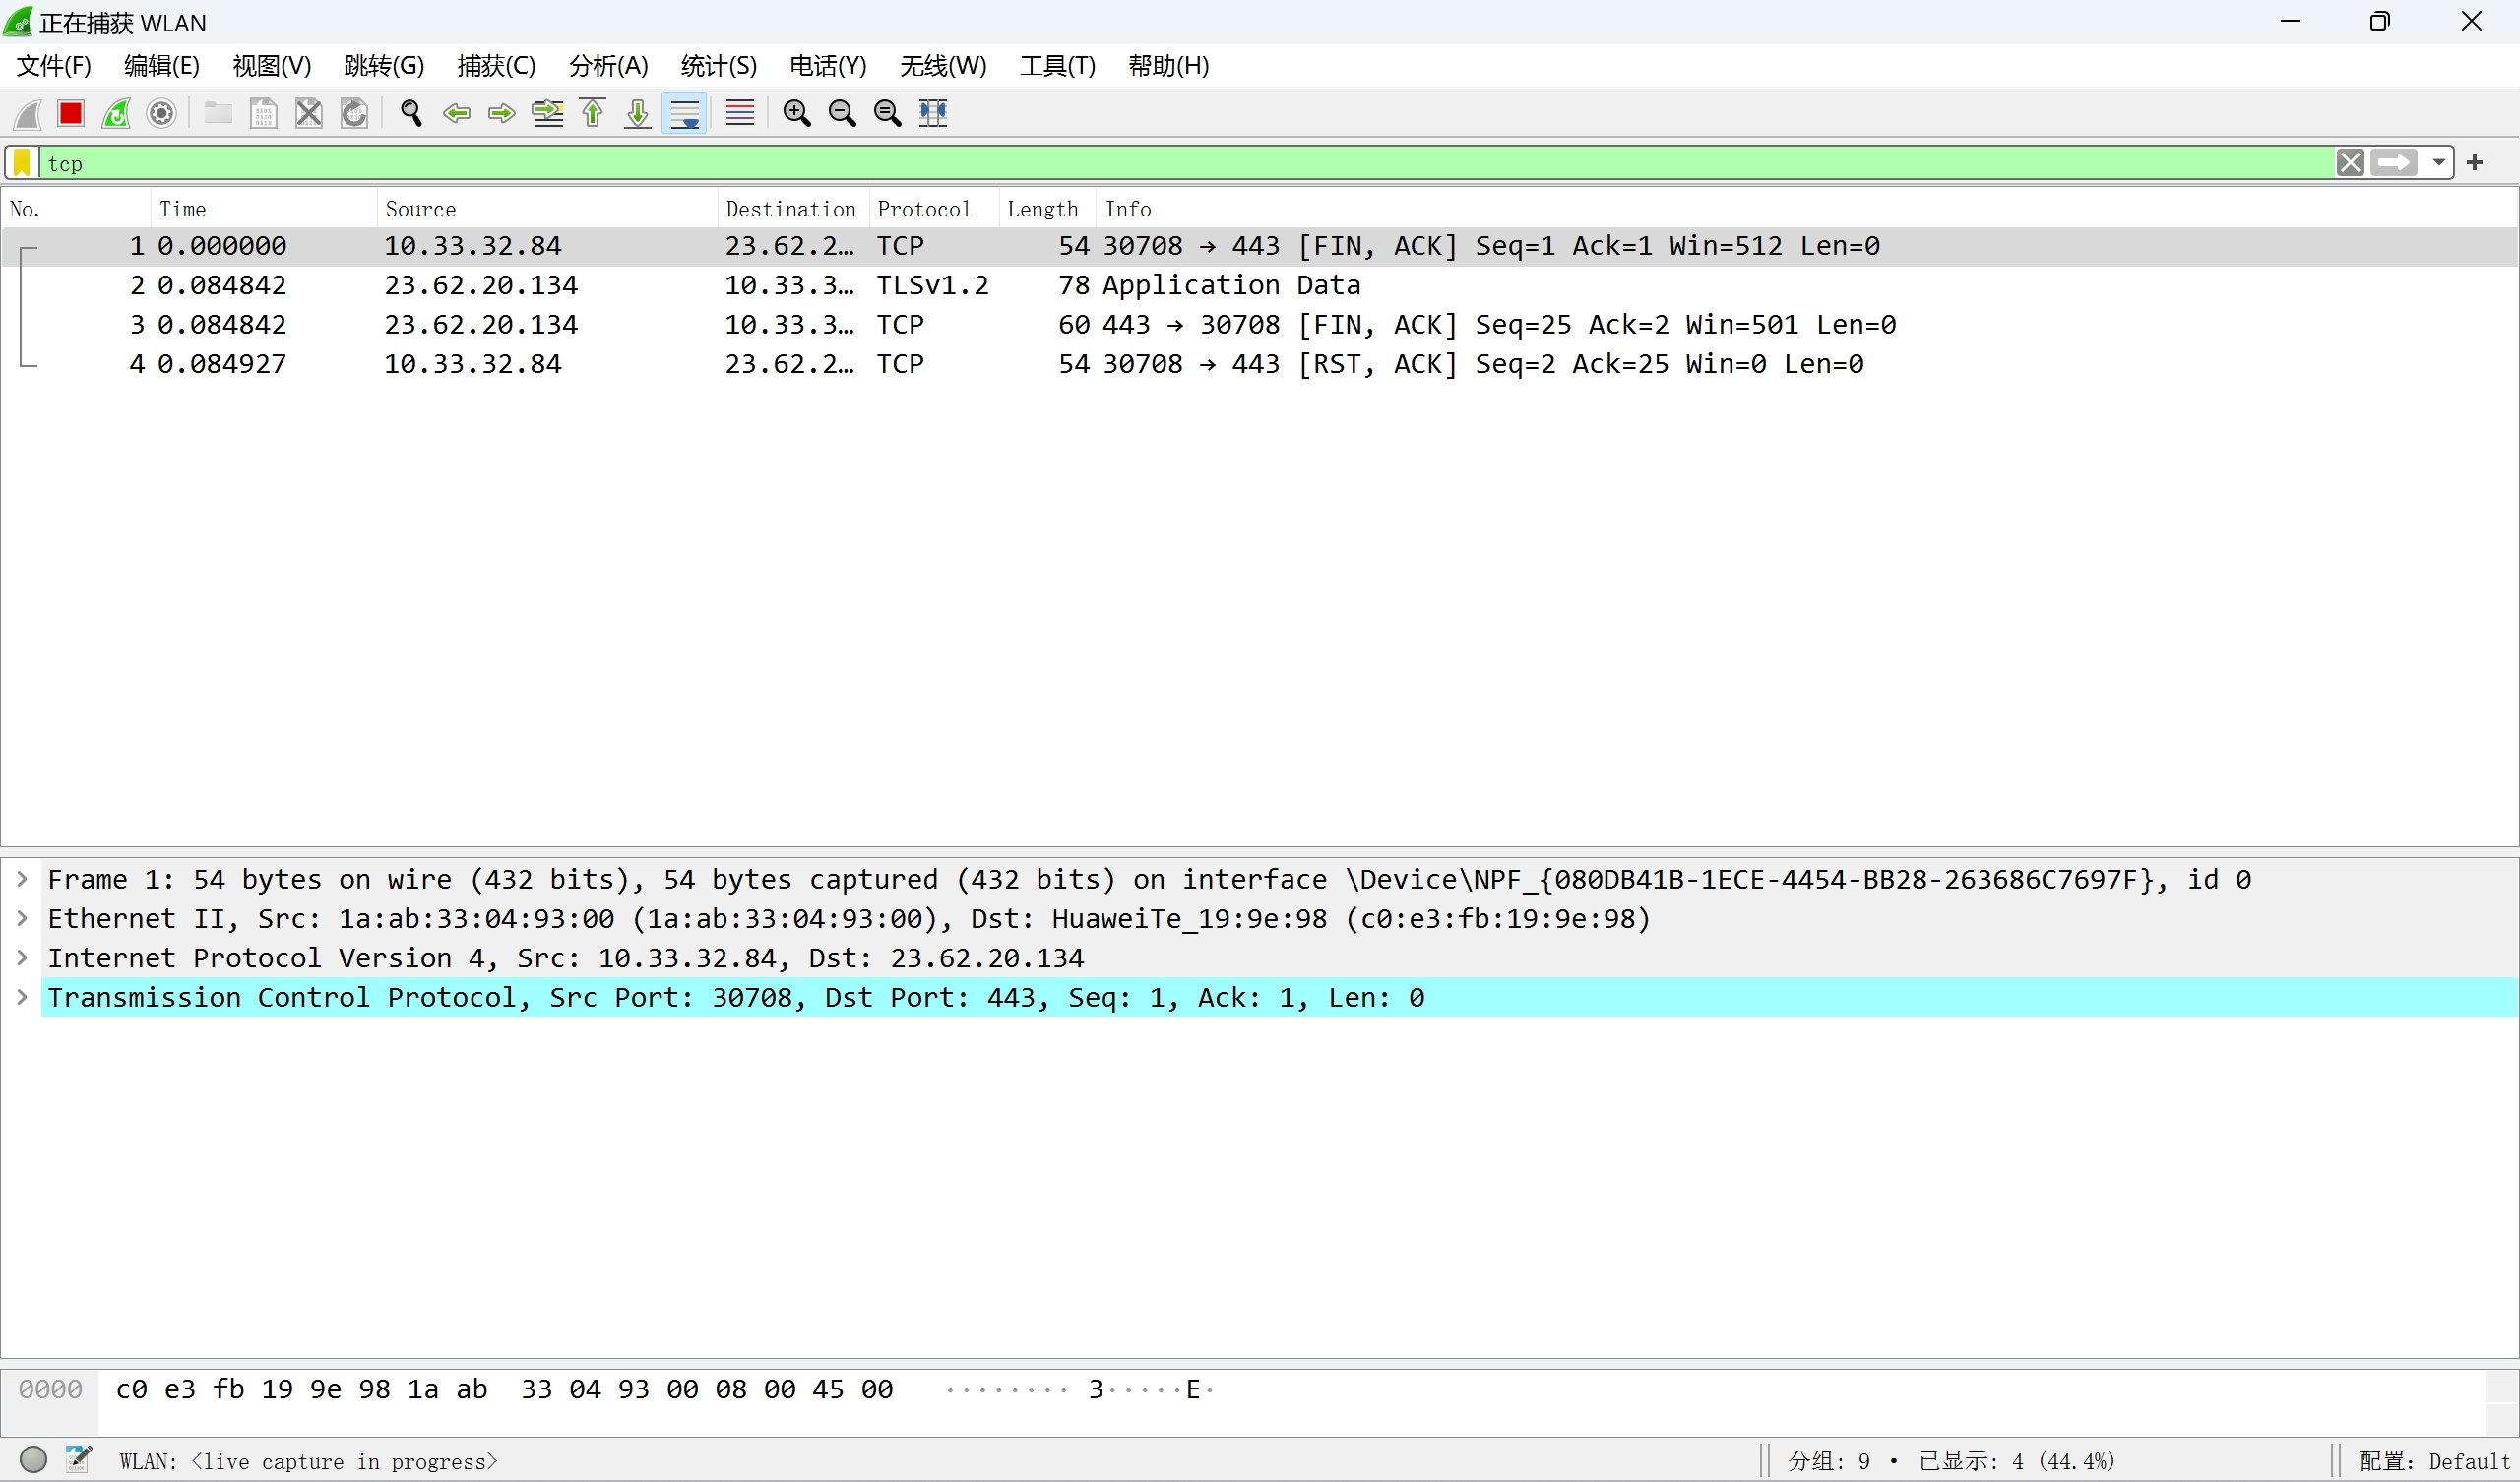 正在捕获 WLAN
文件(F) 编辑(E) 视图(V) 跳转(G) 捕获(C) 分析(A) 统计(S) 电话(Y) 无线(W) 工具(T) 帮助(H)
tcp
No. Time Source Destination Protocol Length Info
1 0.000000 10.33.32.84 23.62.2… TCP 54 30708 → 443 [FIN, ACK] Seq=1 Ack=1 Win=512 Len=0
2 0.084842 23.62.20.134 10.33.3… TLSv1.2 78 Application Data
3 0.084842 23.62.20.134 10.33.3… TCP 60 443 → 30708 [FIN, ACK] Seq=25 Ack=2 Win=501 Len=0
4 0.084927 10.33.32.84 23.62.2… TCP 54 30708 → 443 [RST, ACK] Seq=2 Ack=25 Win=0 Len=0
Frame 1: 54 bytes on wire (432 bits), 54 bytes captured (432 bits) on interface \Device\NPF_{080DB41B-1ECE-4454-BB28-263686C7697F}, id 0
Ethernet II, Src: 1a:ab:33:04:93:00 (1a:ab:33:04:93:00), Dst: HuaweiTe_19:9e:98 (c0:e3:fb:19:9e:98)
Internet Protocol Version 4, Src: 10.33.32.84, Dst: 23.62.20.134
Transmission Control Protocol, Src Port: 30708, Dst Port: 443, Seq: 1, Ack: 1, Len: 0
0000 c0 e3 fb 19 9e 98 1a ab 33 04 93 00 08 00 45 00 ········ 3·····E·
WLAN: <live capture in progress> 分组: 9 · 已显示: 4 (44.4%) 配置: Default